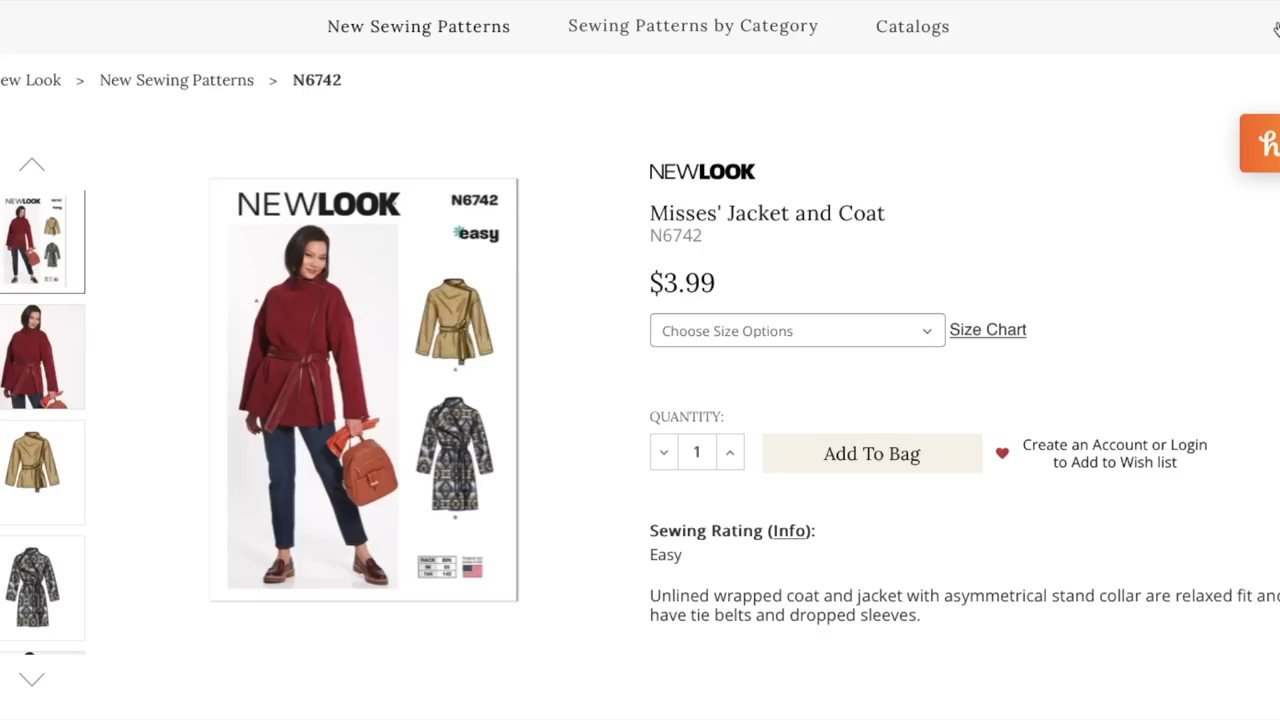 New Sewing Patterns
Sewing Patterns by Category
Catalogs
ew Look > New Sewing Patterns > N6742
NEWLOOK
NEWLOOK
N6742
easy
NEWLOOK
Misses' Jacket and Coat
N6742
$3.99
Choose Size Options
Size Chart
QUANTITY:
1
Add To Bag
Create an Account or Login
to Add to Wish list
Sewing Rating (Info):
Easy
Unlined wrapped coat and jacket with asymmetrical stand collar are relaxed fit and
have tie belts and dropped sleeves.